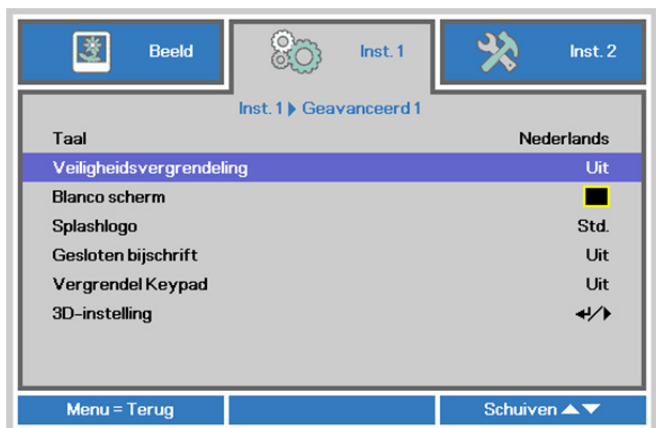 Beeld Inst. 1 Inst. 2
Inst. 1 Geavanceerd 1
Taal Nederlands
Veiligheidsvergrendeling Uit
Blanco scherm
Splashlogo Std.
Gesloten bijschrift Uit
Vergrendel Keypad Uit
3D-instelling ↵/▶
Menu = Terug Schuiven ▲▼